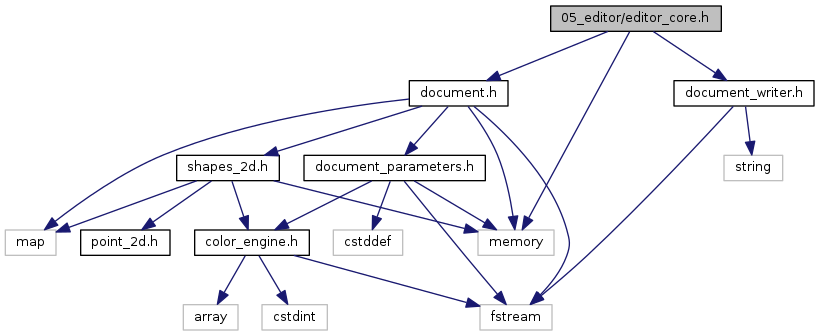 05_editor/editor_core.h
document.h
document_writer.h
shapes_2d.h
document_parameters.h
string
map
point_2d.h
color_engine.h
cstddef
memory
array
cstdint
fstream